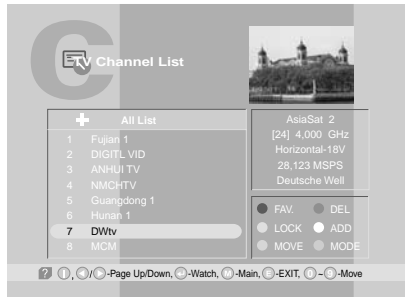 C
TV Channel List
All List
1 Fujian 1
2 DIGITL VID
3 ANHUI TV
4 NMCHTV
5 Guangdong 1
6 Hunan 1
7 DWtv
8 MCM
AsiaSat 2
[24] 4,000 GHz
Horizontal-18V
28,123 MSPS
Deutsche Well
FAV. DEL
LOCK ADD
MOVE MODE
? /-Page Up/Down, -Watch, M-Main, E-EXIT, 0-9-Move